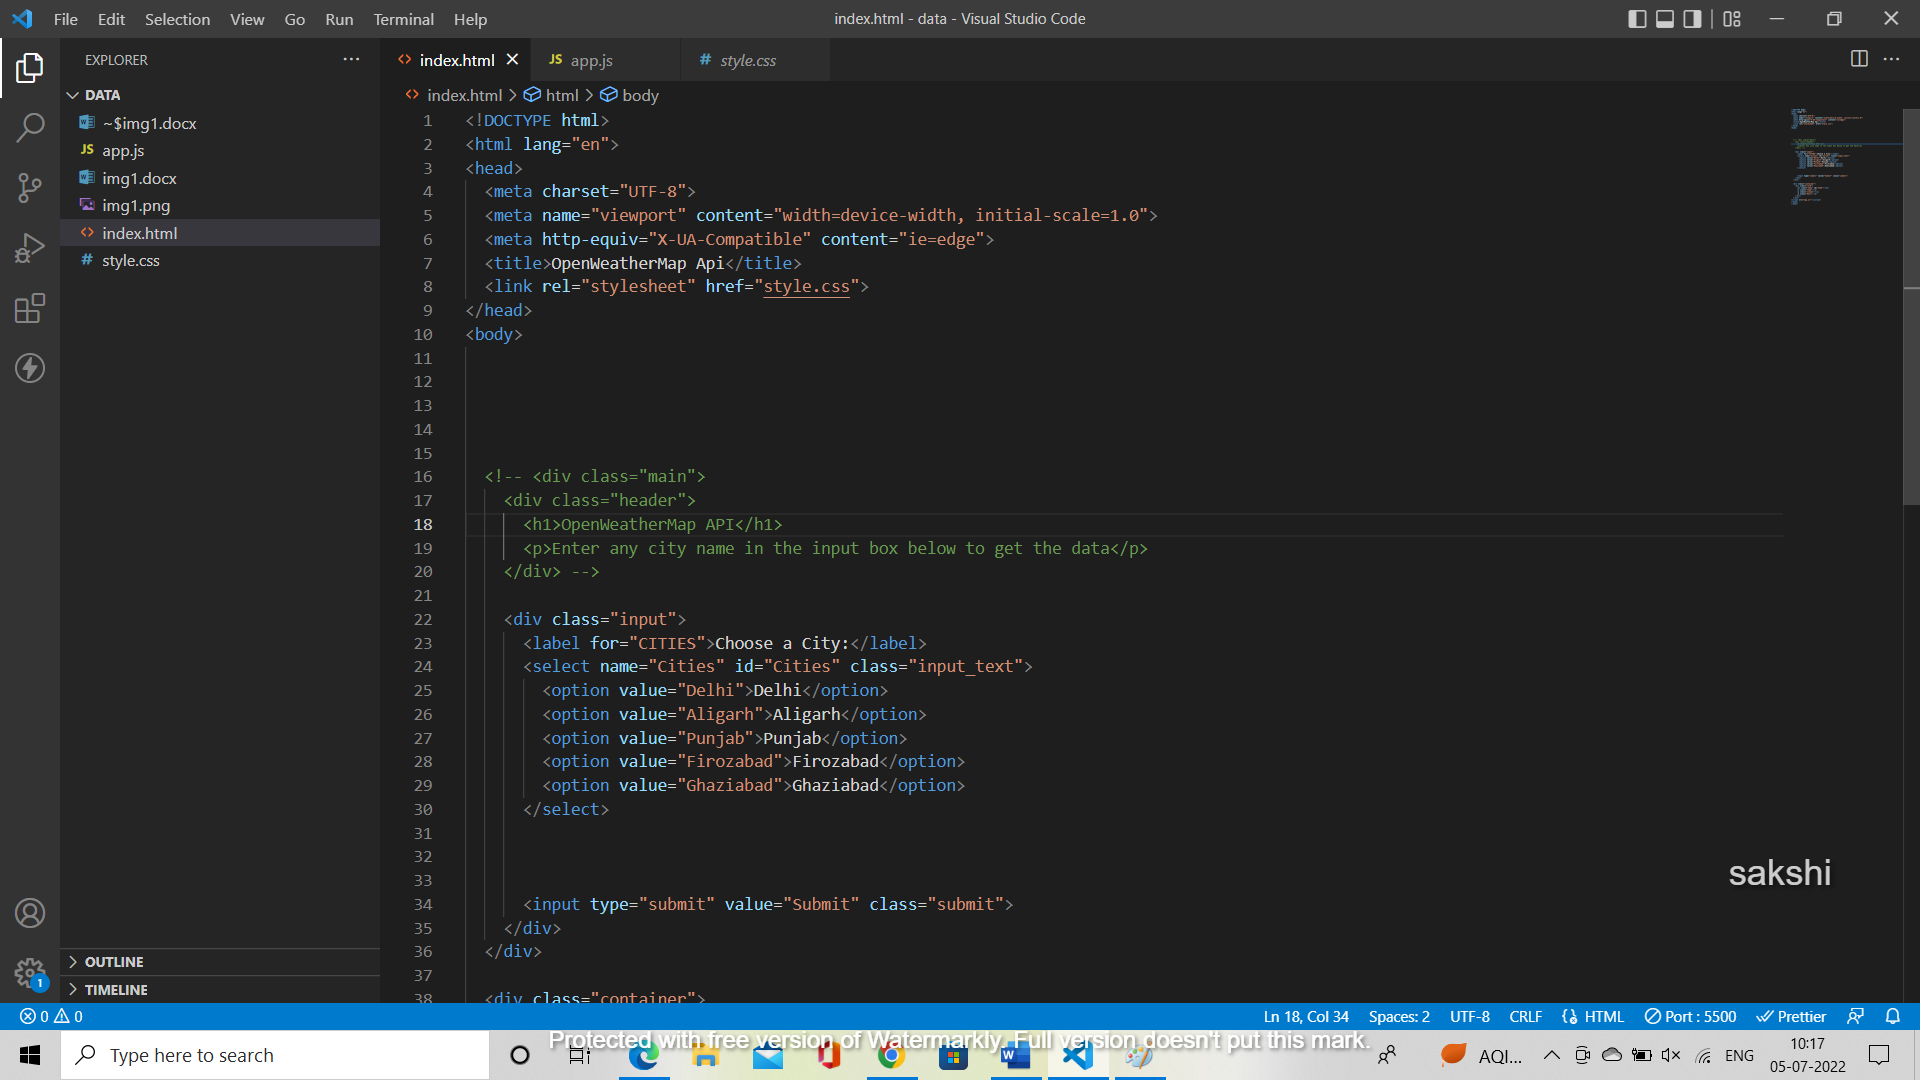 File Edit Selection View Go Run Terminal Help
index.html - data - Visual Studio Code
EXPLORER
DATA
~$img1.docx
app.js
img1.docx
img1.png
index.html
style.css
OUTLINE
TIMELINE
index.html app.js style.css
index.html > html > body
1 <!DOCTYPE html>
2 <html lang="en">
3 <head>
4 <meta charset="UTF-8">
5 <meta name="viewport" content="width=device-width, initial-scale=1.0">
6 <meta http-equiv="X-UA-Compatible" content="ie=edge">
7 <title>OpenWeatherMap Api</title>
8 <link rel="stylesheet" href="style.css">
9 </head>
10 <body>
11
12
13
14
15
16 <!-- <div class="main">
17 <div class="header">
18 <h1>OpenWeatherMap API</h1>
19 <p>Enter any city name in the input box below to get the data</p>
20 </div> -->
21
22 <div class="input">
23 <label for="CITIES">Choose a City:</label>
24 <select name="Cities" id="Cities" class="input_text">
25 <option value="Delhi">Delhi</option>
26 <option value="Aligarh">Aligarh</option>
27 <option value="Punjab">Punjab</option>
28 <option value="Firozabad">Firozabad</option>
29 <option value="Ghaziabad">Ghaziabad</option>
30 </select>
31
32
33
34 <input type="submit" value="Submit" class="submit">
35 </div>
36 </div>
37
38 <div class="container">
sakshi
1
0 0
Ln 18, Col 34 Spaces: 2 UTF-8 CRLF HTML Port : 5500 Prettier
Protected with free version of Watermarkly. Full version doesn't put this mark.
Type here to search
AQI...
ENG
10:17
05-07-2022